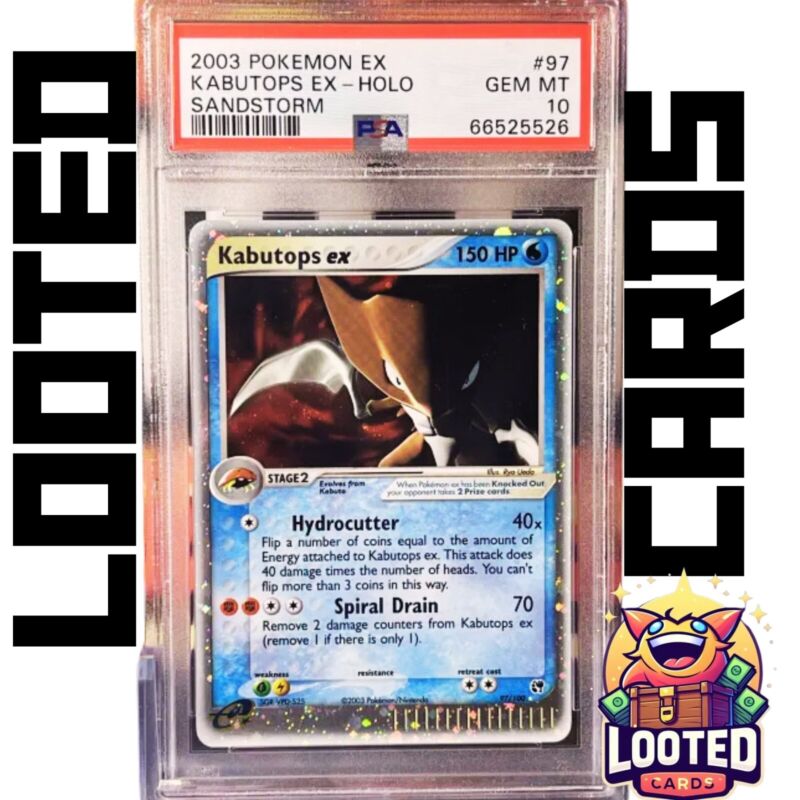 LOOTED
CARDS
2003 POKEMON EX #97
KABUTOPS EX - HOLO GEM MT
SANDSTORM 10
PSA
66525526
Kabutops ex 150 HP
Illus. Ryo Ueda
STAGE 2 Evolves from
Kabuto
When Pokémon ex has been Knocked Out
your opponent takes 2 Prize cards.
Hydrocutter 40x
Flip a number of coins equal to the amount of
Energy attached to Kabutops ex. This attack does
40 damage times the number of heads. You can't
flip more than 3 coins in this way.
Spiral Drain 70
Remove 2 damage counters from Kabutops ex
(remove 1 if there is only 1).
weakness resistance retreat cost
©2003 Pokémon/Nintendo 97/100
e
LOOTED
CARDS